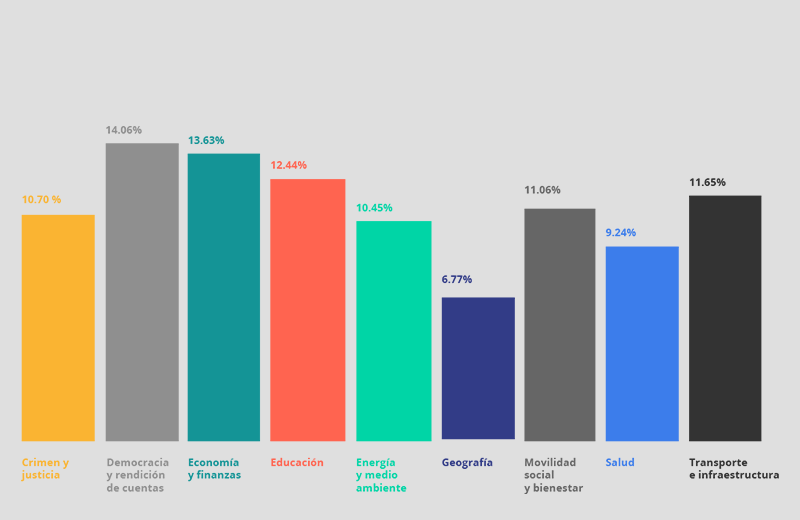 14.06%
13.63%
12.44%
11.65%
11.06%
10.70 %
10.45%
9.24%
6.77%
Crimen y
justicia
Democracia
y rendición
de cuentas
Economía
y finanzas
Educación
Energía
y medio
ambiente
Geografía
Movilidad
social
y bienestar
Salud
Transporte
e infraestructura